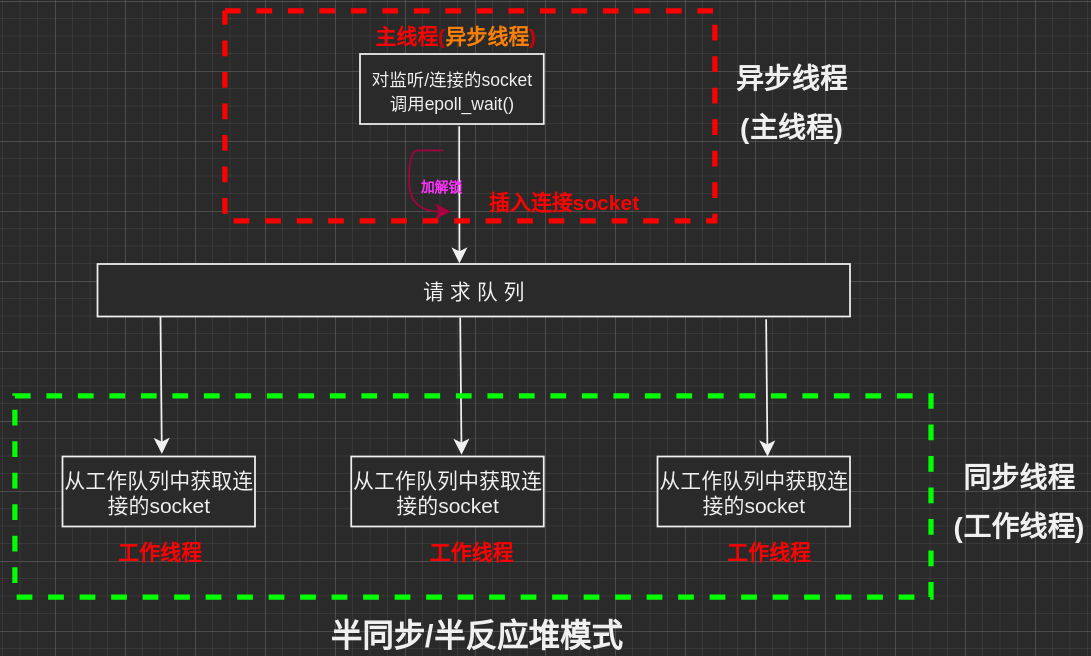 主线程(异步线程)
对监听/连接的socket
调用epoll_wait()
异步线程
(主线程)
加解锁
插入连接socket
请 求 队 列
从工作队列中获取连
接的socket
从工作队列中获取连
接的socket
从工作队列中获取连
接的socket
同步线程
(工作线程)
工作线程
工作线程
工作线程
半同步/半反应堆模式